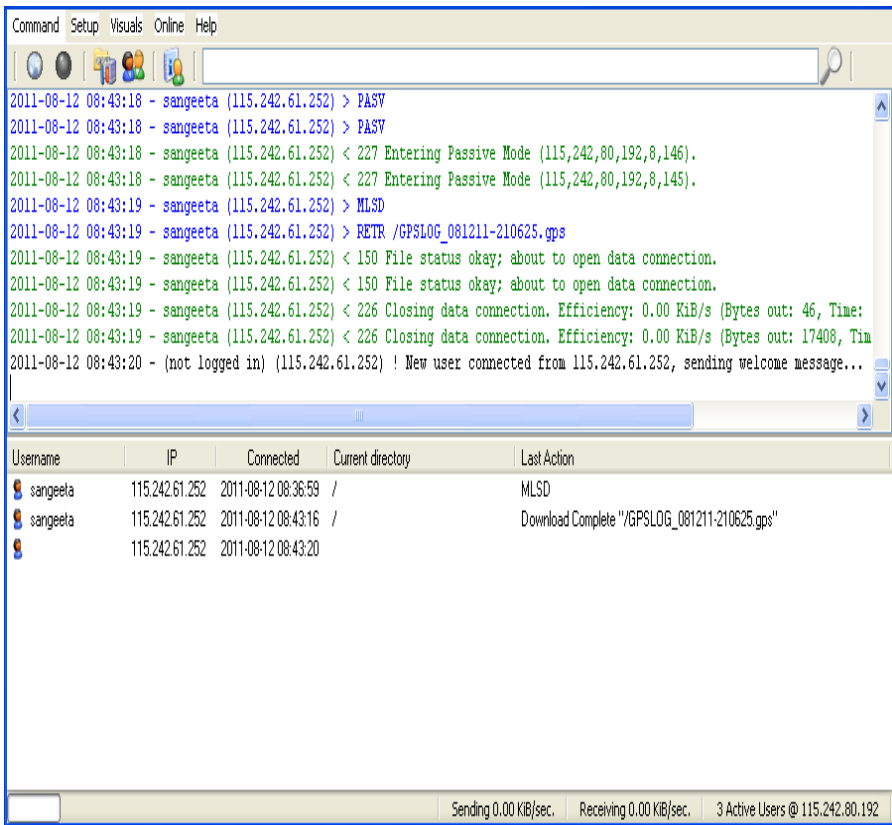 Command Setup Visuals Online Help
2011-08-12 08:43:18 - sangeeta (115.242.61.252) > PASV
2011-08-12 08:43:18 - sangeeta (115.242.61.252) > PASV
2011-08-12 08:43:18 - sangeeta (115.242.61.252) < 227 Entering Passive Mode (115,242,80,192,8,146).
2011-08-12 08:43:18 - sangeeta (115.242.61.252) < 227 Entering Passive Mode (115,242,80,192,8,145).
2011-08-12 08:43:19 - sangeeta (115.242.61.252) > MLSD
2011-08-12 08:43:19 - sangeeta (115.242.61.252) > RETR /GPSLOG_081211-210625.gps
2011-08-12 08:43:19 - sangeeta (115.242.61.252) < 150 File status okay; about to open data connection.
2011-08-12 08:43:19 - sangeeta (115.242.61.252) < 150 File status okay; about to open data connection.
2011-08-12 08:43:19 - sangeeta (115.242.61.252) < 226 Closing data connection. Efficiency: 0.00 KiB/s (Bytes out: 46, Time:
2011-08-12 08:43:19 - sangeeta (115.242.61.252) < 226 Closing data connection. Efficiency: 0.00 KiB/s (Bytes out: 17408, Tim
2011-08-12 08:43:20 - (not logged in) (115.242.61.252) ! New user connected from 115.242.61.252, sending welcome message...
Username IP Connected Current directory Last Action
sangeeta 115.242.61.252 2011-08-12 08:36:59 / MLSD
sangeeta 115.242.61.252 2011-08-12 08:43:16 / Download Complete "/GPSLOG_081211-210625.gps"
115.242.61.252 2011-08-12 08:43:20
Sending 0.00 KiB/sec. Receiving 0.00 KiB/sec. 3 Active Users @ 115.242.80.192